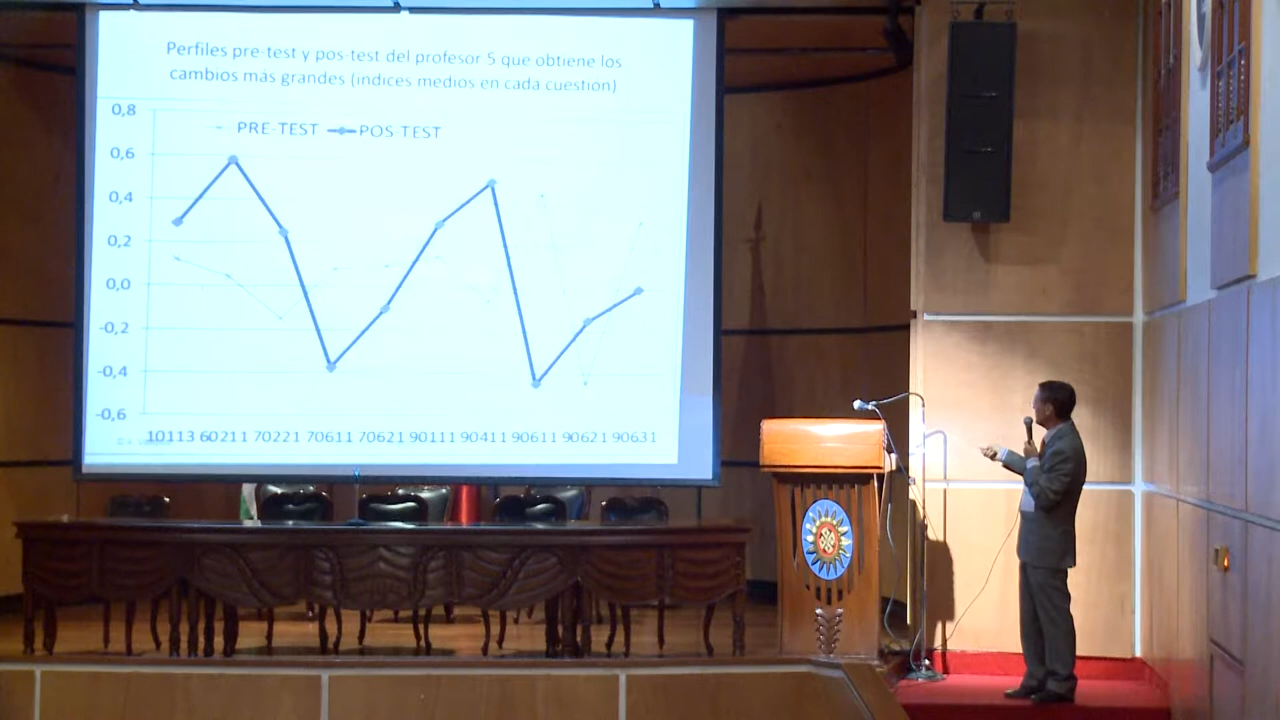 Perfiles pre-test y pos-test del profesor 5 que obtiene los
cambios más grandes (indices medios en cada cuestion)
0,8
PRE-TEST POS-TEST
0,6
0,4
0,2
0,0
-0,2
-0,4
-0,6
10113 60211 70221 70611 70621 90111 90411 90611 90621 90631